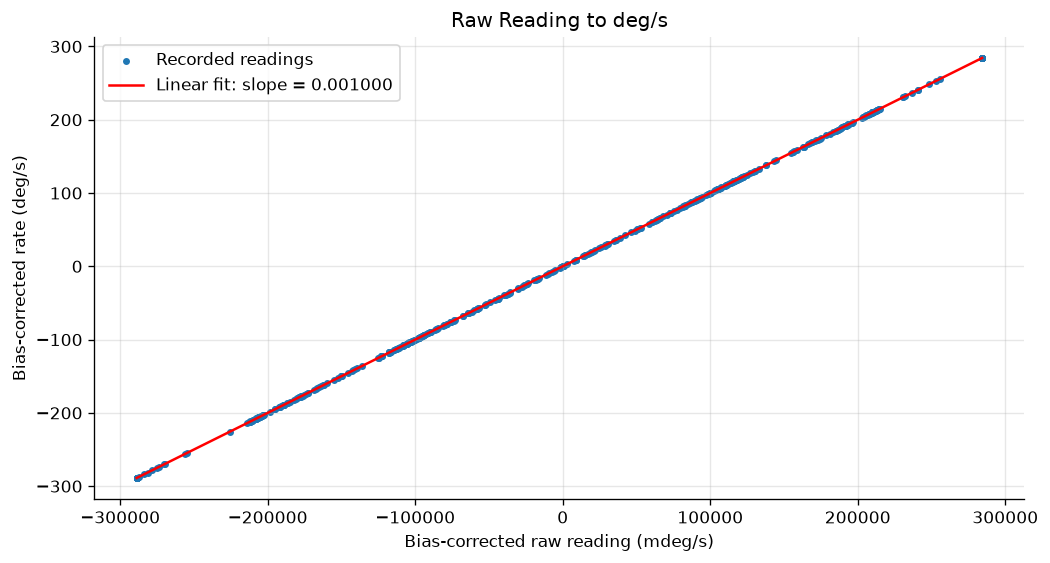 Raw Reading to deg/s
Recorded readings
Linear fit: slope = 0.001000
300
200
100
0
−100
−200
−300
Bias-corrected rate (deg/s)
−300000 −200000 −100000 0 100000 200000 300000
Bias-corrected raw reading (mdeg/s)